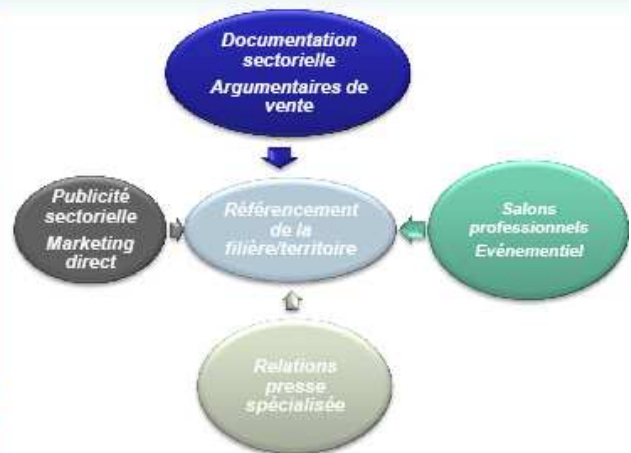 Documentation
sectorielle
Argumentaires de
vente
Publicité
sectorielle
Marketing
direct
Référencement
de la
filière/territoire
Salons
professionnels
Evénementiel
Relations
presse
spécialisée